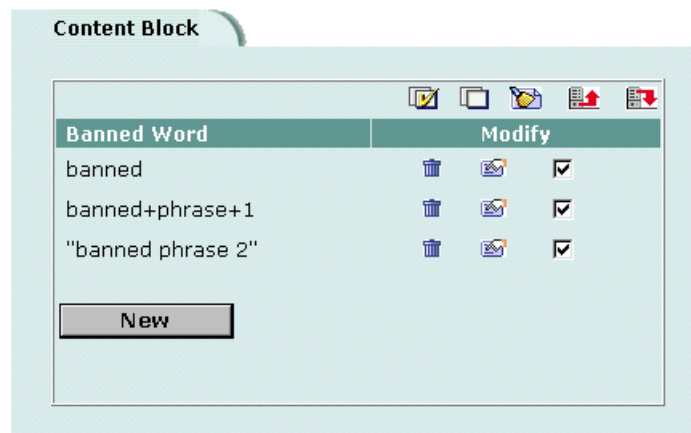 Content Block
Banned Word Modify
banned
banned+phrase+1
"banned phrase 2"
New